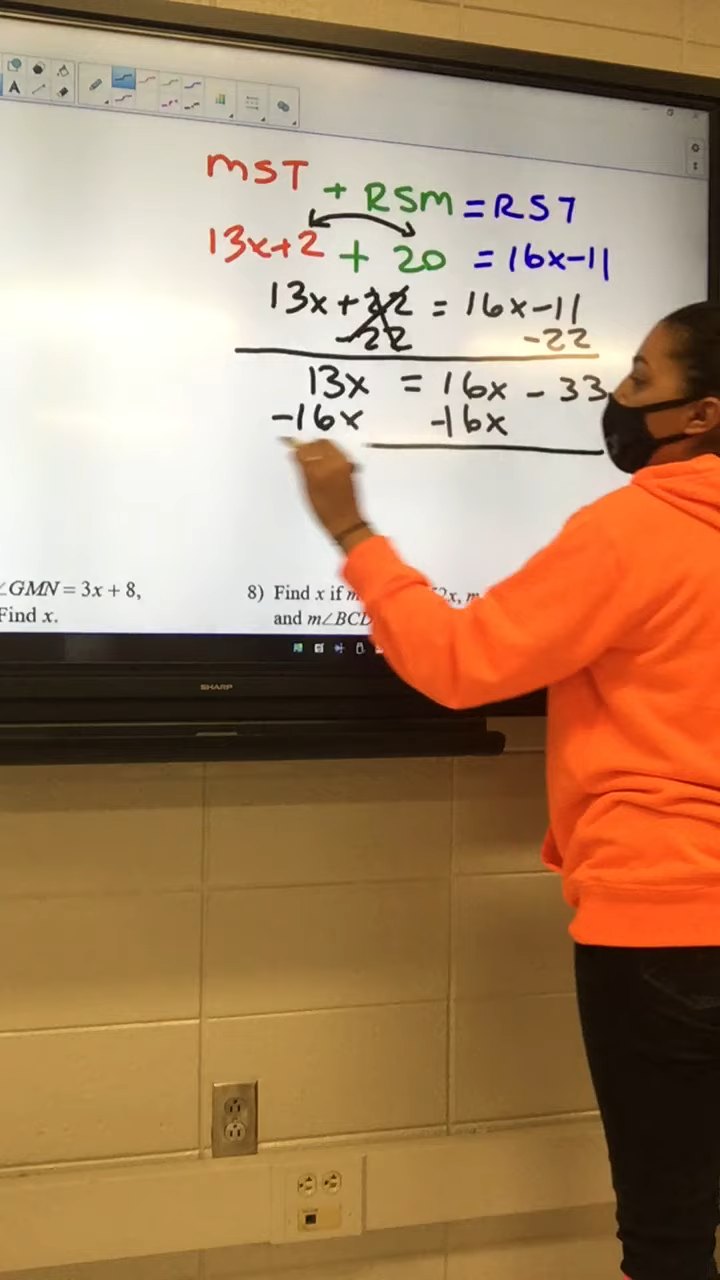 mST + RSM = RST
13x+2 + 20 = 16x-11
13x+22 = 16x-11
-22 -22
13x = 16x - 33
-16x -16x
∠GMN = 3x + 8,
Find x.
8) Find x if m 2x, m
and m∠BCD
SHARP